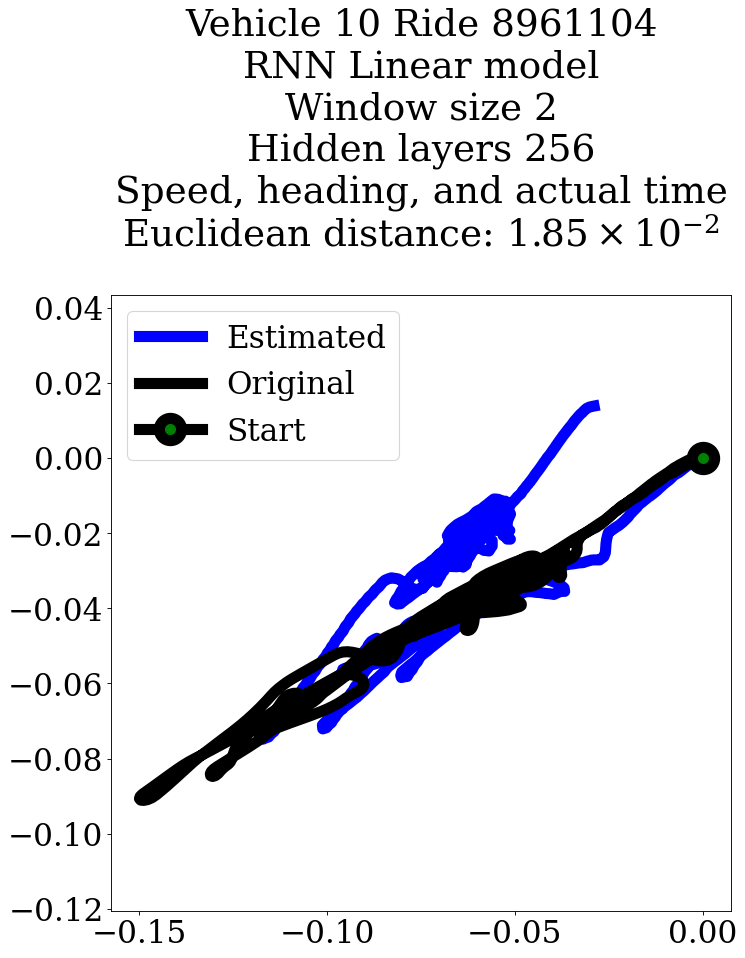 Vehicle 10 Ride 8961104
RNN Linear model
Window size 2
Hidden layers 256
Speed, heading, and actual time
Euclidean distance: 1.85 × 10⁻²
Estimated
Original
Start
0.04
0.02
0.00
−0.02
−0.04
−0.06
−0.08
−0.10
−0.12
−0.15
−0.10
−0.05
0.00